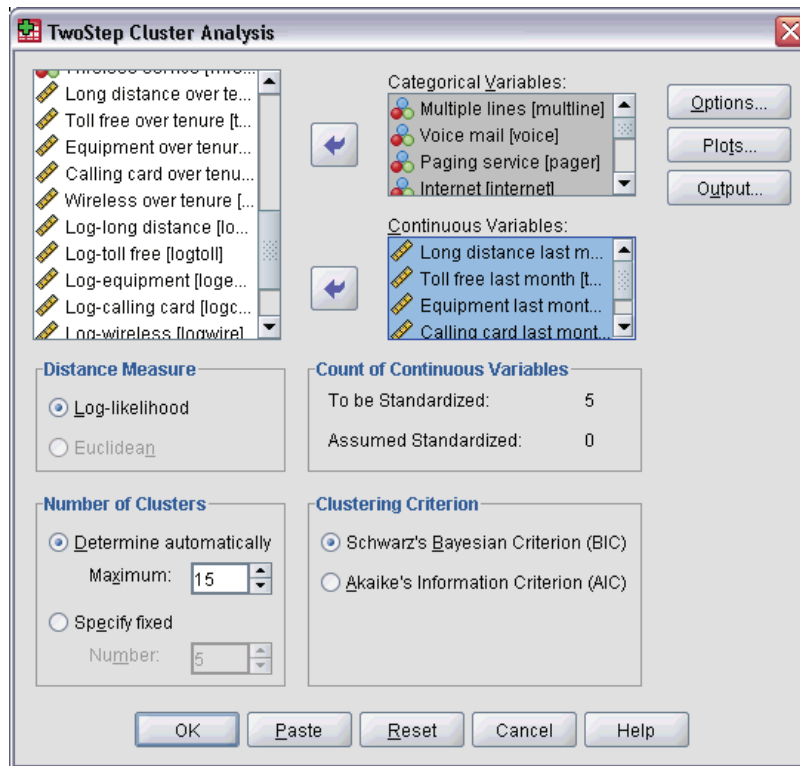 TwoStep Cluster Analysis
Long distance over te...
Toll free over tenure [t...
Equipment over tenur...
Calling card over tenu...
Wireless over tenure [...
Log-long distance [lo...
Log-toll free [logtoll]
Log-equipment [loge...
Log-calling card [logc...
Log-wireless [logwire]
Categorical Variables:
Multiple lines [multline]
Voice mail [voice]
Paging service [pager]
Internet [internet]
Continuous Variables:
Long distance last m...
Toll free last month [t...
Equipment last mont...
Calling card last mont...
Options...
Plots...
Output...
Distance Measure
Log-likelihood
Euclidean
Count of Continuous Variables
To be Standardized: 5
Assumed Standardized: 0
Number of Clusters
Determine automatically
Maximum: 15
Specify fixed
Number: 5
Clustering Criterion
Schwarz's Bayesian Criterion (BIC)
Akaike's Information Criterion (AIC)
OK Paste Reset Cancel Help